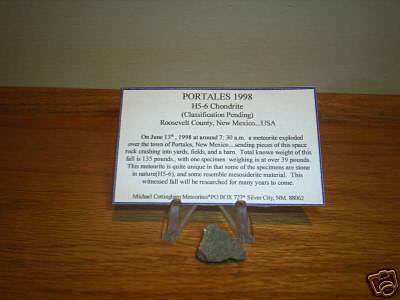 PORTALES 1998
H5-6 Chondrite
(Classification Pending)
Roosevelt County, New Mexico...USA
On June 13th, 1998 at around 7: 30 a.m. a meteorite exploded
over the town of Portales, New Mexico....sending pieces of this space
rock crushing into yards, fields, and a barn. Total known weight of this
fall is 135 pounds., with one specimen weighing in at over 39 pounds.
This meteorite is quite unique in that some of the specimens are stone
in nature(H5-6), and some resemble mesosiderite material. This
witnessed fall will be researched for many years to come.
Michael Cottingham Meteorites*PO BOX Silver City, NM. 88062